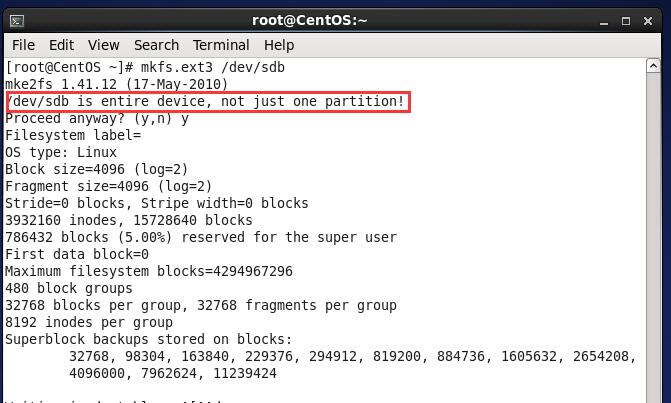 root@CentOS:~
File Edit View Search Terminal Help
[root@CentOS ~]# mkfs.ext3 /dev/sdb
mke2fs 1.41.12 (17-May-2010)
/dev/sdb is entire device, not just one partition!
Proceed anyway? (y,n) y
Filesystem label=
OS type: Linux
Block size=4096 (log=2)
Fragment size=4096 (log=2)
Stride=0 blocks, Stripe width=0 blocks
3932160 inodes, 15728640 blocks
786432 blocks (5.00%) reserved for the super user
First data block=0
Maximum filesystem blocks=4294967296
480 block groups
32768 blocks per group, 32768 fragments per group
8192 inodes per group
Superblock backups stored on blocks:
32768, 98304, 163840, 229376, 294912, 819200, 884736, 1605632, 2654208,
4096000, 7962624, 11239424